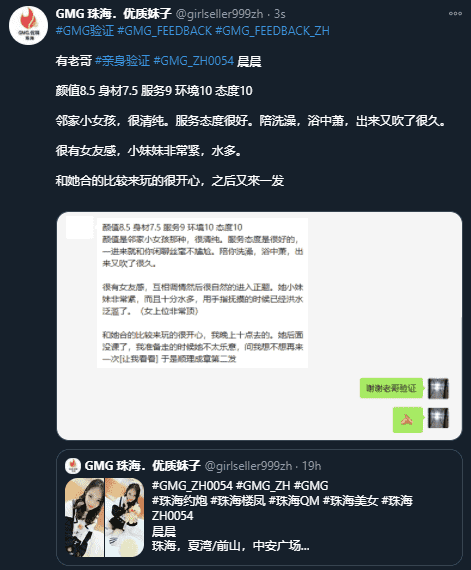 GMG 珠海．优质妹子 @girlseller999zh · 3s
#GMG验证 #GMG_FEEDBACK #GMG_FEEDBACK_ZH
有老哥 #亲身验证 #GMG_ZH0054 晨晨
颜值8.5 身材7.5 服务9 环境10 态度10
邻家小女孩，很清纯。服务态度很好。陪洗澡，浴中萧，出来又吹了很久。
很有女友感，小妹妹非常紧，水多。
和她合的比较来玩的很开心，之后又來一发
颜值8.5 身材7.5 服务9 环境10 态度10
颜值是邻家小女孩那种，很清纯。服务态度是很好的，
一进来就和你闲聊丝毫不尴尬。陪你洗澡，浴中萧，出
来又吹了很久。
很有女友感，互相调情然后很自然的进入正题。她小妹
妹非常紧，而且十分水多，用手指抚摸的时候已经洪水
泛滥了。（女上位非常顶）
和她合的比较来玩的很开心，我晚上十点去的。她后面
没课了，我准备走的时候她不太乐意，问我想不想再来
一次[让我看看] 于是顺理成章第二发
谢谢老哥验证
GMG 珠海．优质妹子 @girlseller999zh · 19h
#GMG_ZH0054 #GMG_ZH #GMG
#珠海约炮 #珠海楼凤 #珠海QM #珠海美女 #珠海
ZH0054
晨晨
珠海，夏湾/前山，中安广场...